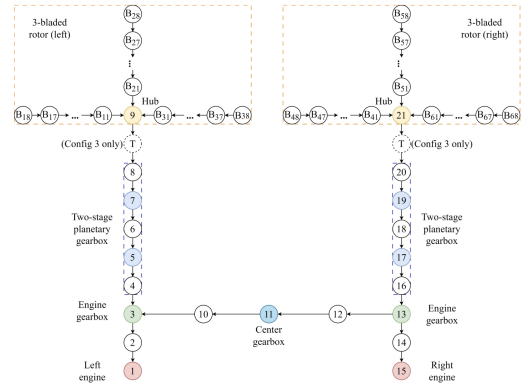 3-bladed
rotor (left)
B28
B27
B21
Hub
B18 B17 ... B11 9 B31 ... B37 B38
(Config 3 only) T
8
7
Two-stage
planetary
gearbox
6
5
4
Engine
gearbox
3
2
Left
engine
1
10 11 12
Center
gearbox
3-bladed
rotor (right)
B58
B57
B51
Hub
B48 B47 ... B41 21 B61 ... B67 B68
T (Config 3 only)
20
19
Two-stage
planetary
gearbox
18
17
16
Engine
gearbox
13
14
Right
engine
15